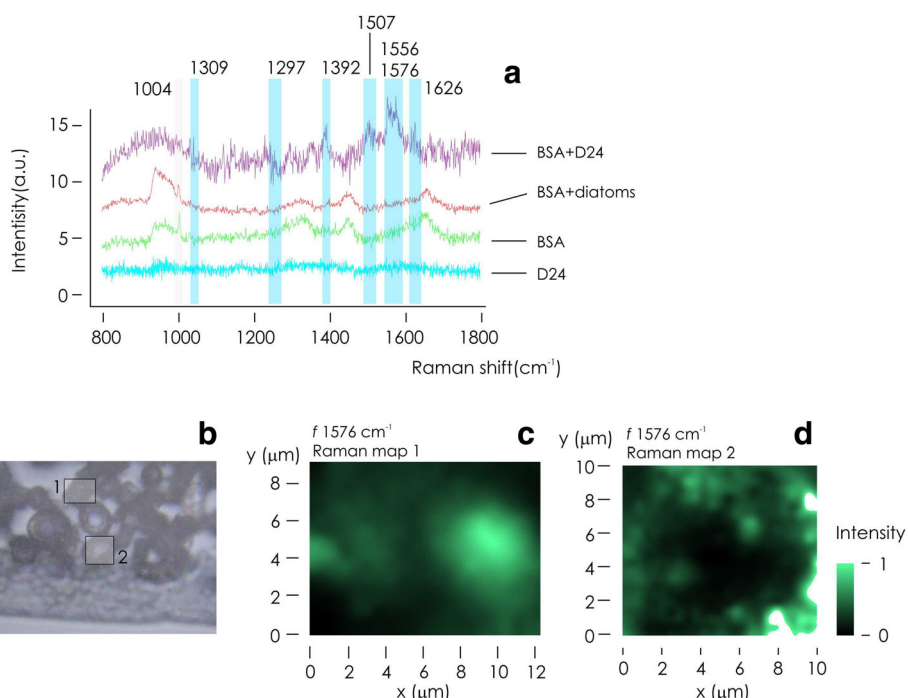 1507
1556
1309
1297
1392
1576
a
1004
1626
15
10
5
0
Intentisity(a.u.)
BSA+D24
BSA+diatoms
BSA
D24
800
1000
1200
1400
1600
1800
Raman shift(cm-1)
b
1
2
f 1576 cm-1
c
Raman map 1
y (μm)
8
6
4
2
0
0
2
4
6
8
10
12
x (μm)
f 1576 cm-1
d
Raman map 2
y (μm)
10
8
6
4
2
0
0
2
4
6
8
10
x (μm)
Intensity
1
0